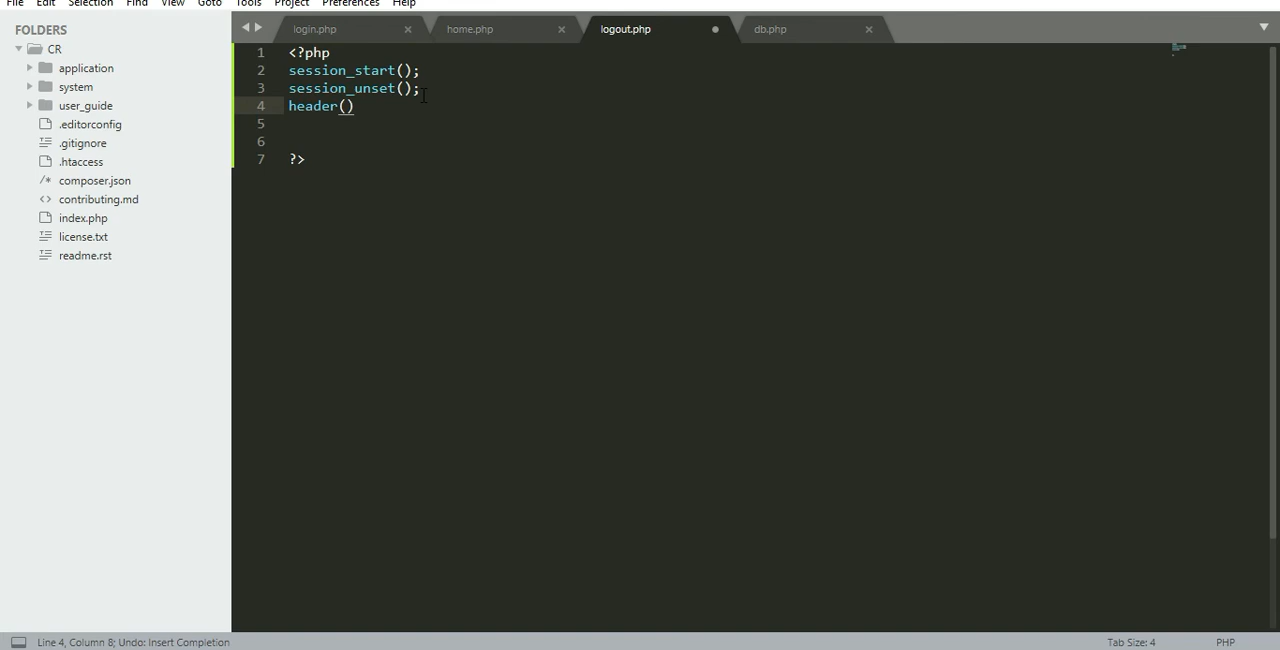 File Edit Selection Find View Goto Tools Project Preferences Help
login.php × home.php × logout.php db.php ×
FOLDERS
CR
application
system
user_guide
.editorconfig
.gitignore
.htaccess
composer.json
contributing.md
index.php
license.txt
readme.rst
1 <?php
2 session_start();
3 session_unset();
4 header()
5
6
7 ?>
Line 4, Column 8; Undo: Insert Completion Tab Size: 4 PHP